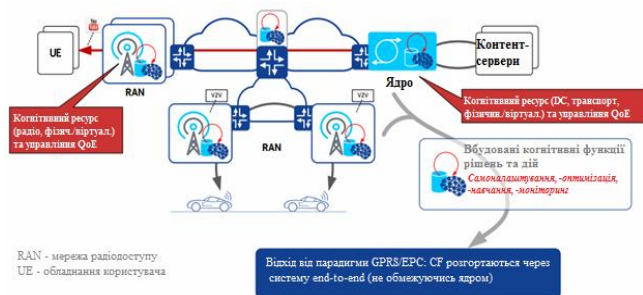 You
Tube
UE
RAN
Ядро
Контент-
сервери
Когнітивний ресурс
(радіо, фізич./віртуал.)
та управління QoE
V2V
V2V
RAN
Когнітивний ресурс (DC, транспорт,
фізичн./віртуал.) та управління QoE
Вбудовані когнітивні функції
рішень та дій
Самоналаштування, -оптимізація,
-навчання, -моніторинг
RAN - мережа радіодоступу
UE - обладнання користувача
Відхід від парадигми GPRS/EPC: CF розгортаються через
систему end-to-end (не обмежуючись ядром)